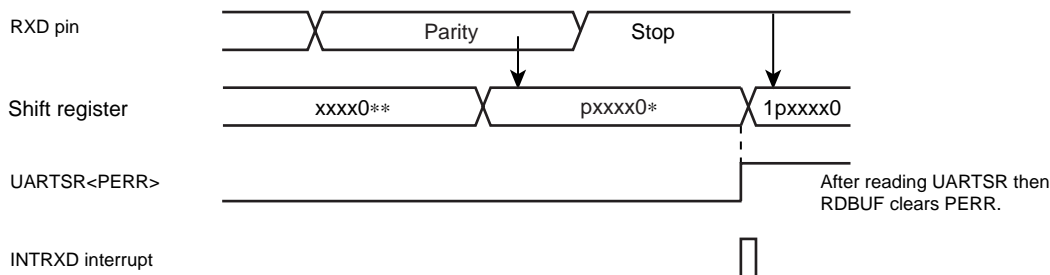 RXD pin
Parity
Stop
Shift register
xxxx0**
pxxxx0*
1pxxxx0
UARTSR<PERR>
After reading UARTSR then
RDBUF clears PERR.
INTRXD interrupt